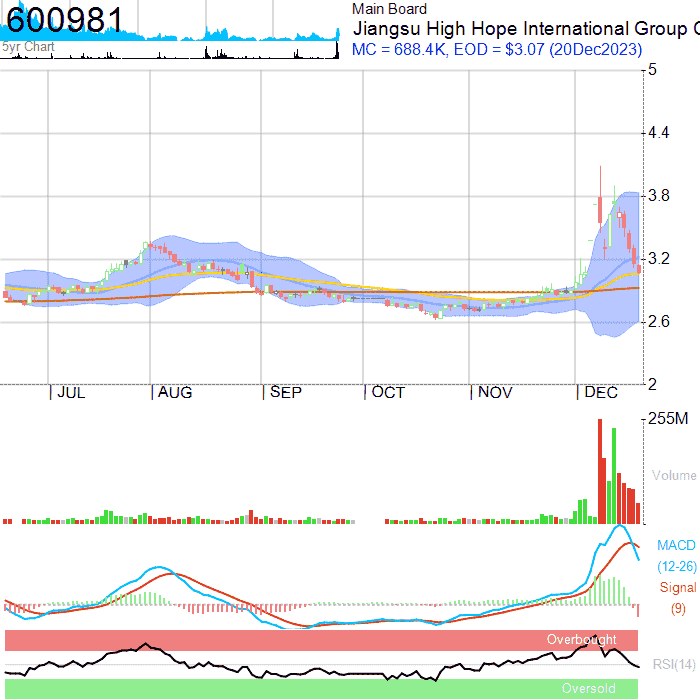 600981
5yr Chart
Main Board
Jiangsu High Hope International Group C
MC = 688.4K, EOD = $3.07 (20Dec2023)
5
4.4
3.8
3.2
2.6
2
JUL AUG SEP OCT NOV DEC
255M
Volume
MACD
(12-26)
Signal
(9)
Overbought
RSI(14)
Oversold